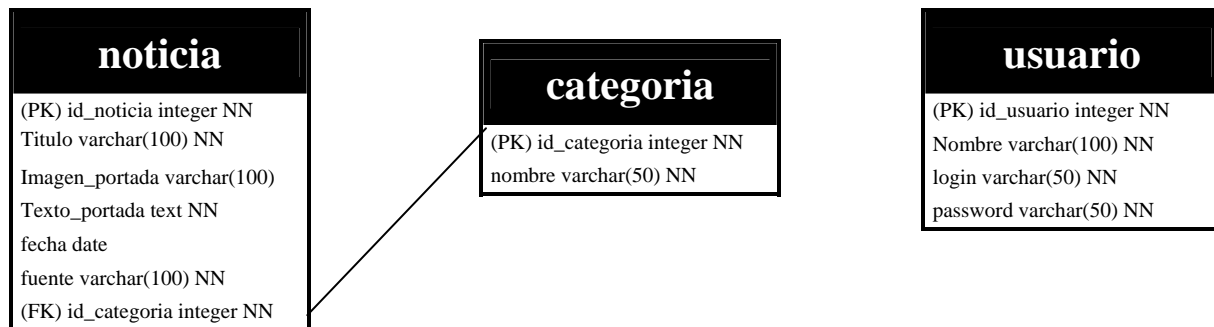 noticia
(PK) id_noticia integer NN
Titulo varchar(100) NN
Imagen_portada varchar(100)
Texto_portada text NN
fecha date
fuente varchar(100) NN
(FK) id_categoria integer NN
categoria
(PK) id_categoria integer NN
nombre varchar(50) NN
usuario
(PK) id_usuario integer NN
Nombre varchar(100) NN
login varchar(50) NN
password varchar(50) NN